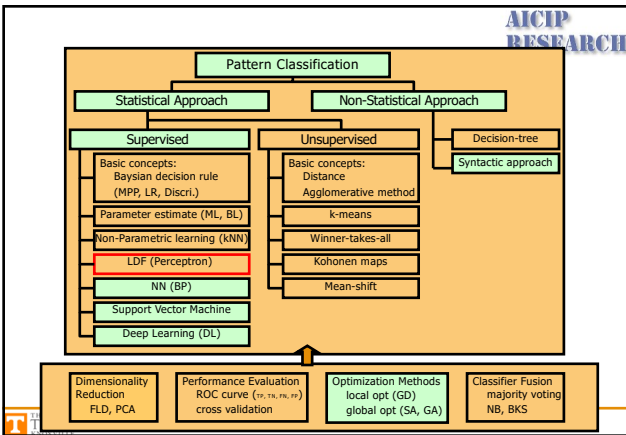 AICIP
RESEARCH
Pattern Classification
Statistical Approach
Non-Statistical Approach
Supervised
Unsupervised
Decision-tree
Syntactic approach
Basic concepts:
Baysian decision rule
(MPP, LR, Discri.)
Parameter estimate (ML, BL)
Non-Parametric learning (kNN)
LDF (Perceptron)
NN (BP)
Support Vector Machine
Deep Learning (DL)
Basic concepts:
Distance
Agglomerative method
k-means
Winner-takes-all
Kohonen maps
Mean-shift
Dimensionality
Reduction
FLD, PCA
Performance Evaluation
ROC curve (TP, TN, FN, FP)
cross validation
Optimization Methods
local opt (GD)
global opt (SA, GA)
Classifier Fusion
majority voting
NB, BKS
T